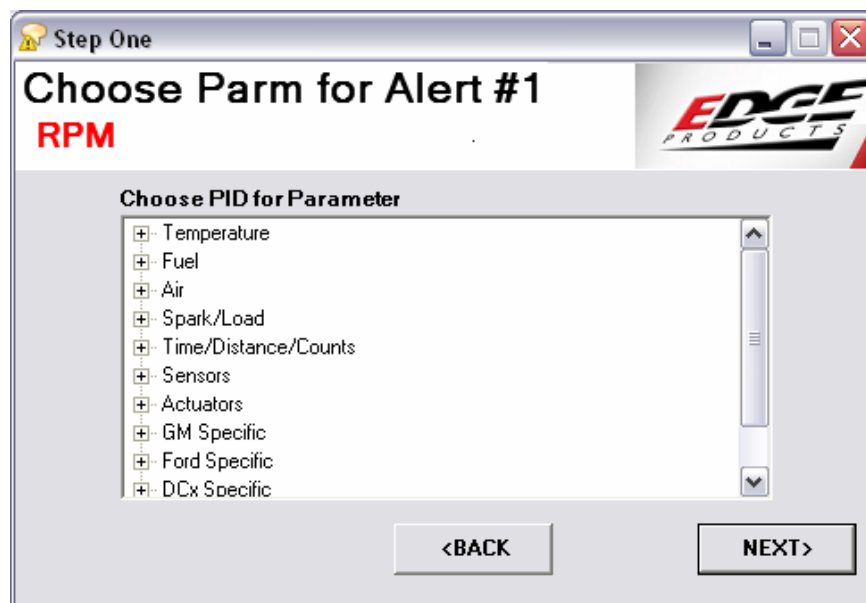 Step One
Choose Parm for Alert #1
RPM
EDGE
PRODUCTS
Choose PID for Parameter
Temperature
Fuel
Air
Spark/Load
Time/Distance/Counts
Sensors
Actuators
GM Specific
Ford Specific
DCx Specific
<BACK
NEXT>